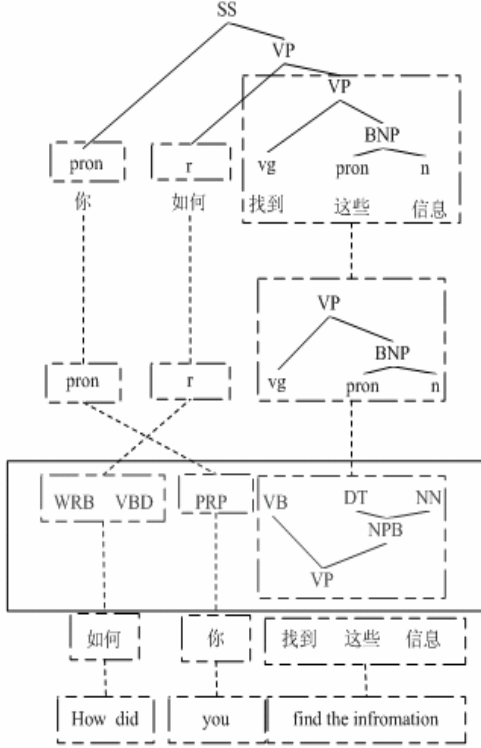 SS
VP
VP
BNP
pron r vg pron n
你 如何 找到 这些 信息
VP
BNP
pron r vg pron n
WRB VBD PRP VB DT NN
NPB
VP
如何 你 找到 这些 信息
How did you find the infromation